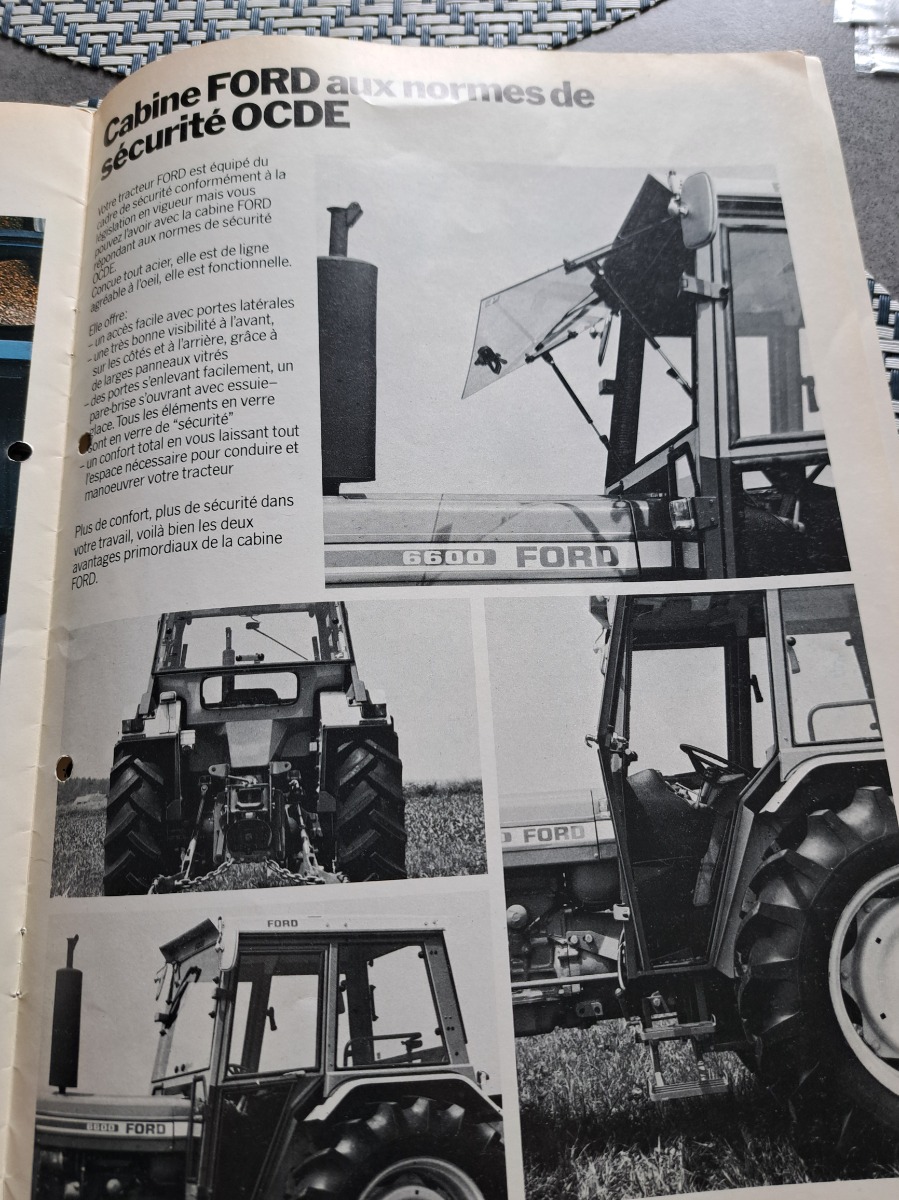 Cabine FORD aux normes de
sécurité OCDE
Votre tracteur FORD est équipé du
cadre de sécurité conformément à la
législation en vigueur mais vous
pouvez l'avoir avec la cabine FORD
répondant aux normes de sécurité
OCDE.
Concue tout acier, elle est de ligne
agréable à l'oeil, elle est fonctionnelle.
Elle offre:
– un accès facile avec portes latérales
– une très bonne visibilité à l'avant,
sur les côtés et à l'arrière, grâce à
de larges panneaux vitrés
– des portes s'enlevant facilement, un
pare-brise s'ouvrant avec essuie–
glace. Tous les éléments en verre
sont en verre de "sécurité"
– un confort total en vous laissant tout
l'espace nécessaire pour conduire et
manoeuvrer votre tracteur
Plus de confort, plus de sécurité dans
votre travail, voilà bien les deux
avantages primordiaux de la cabine
FORD.
6600 FORD
FORD
FORD
6600 FORD